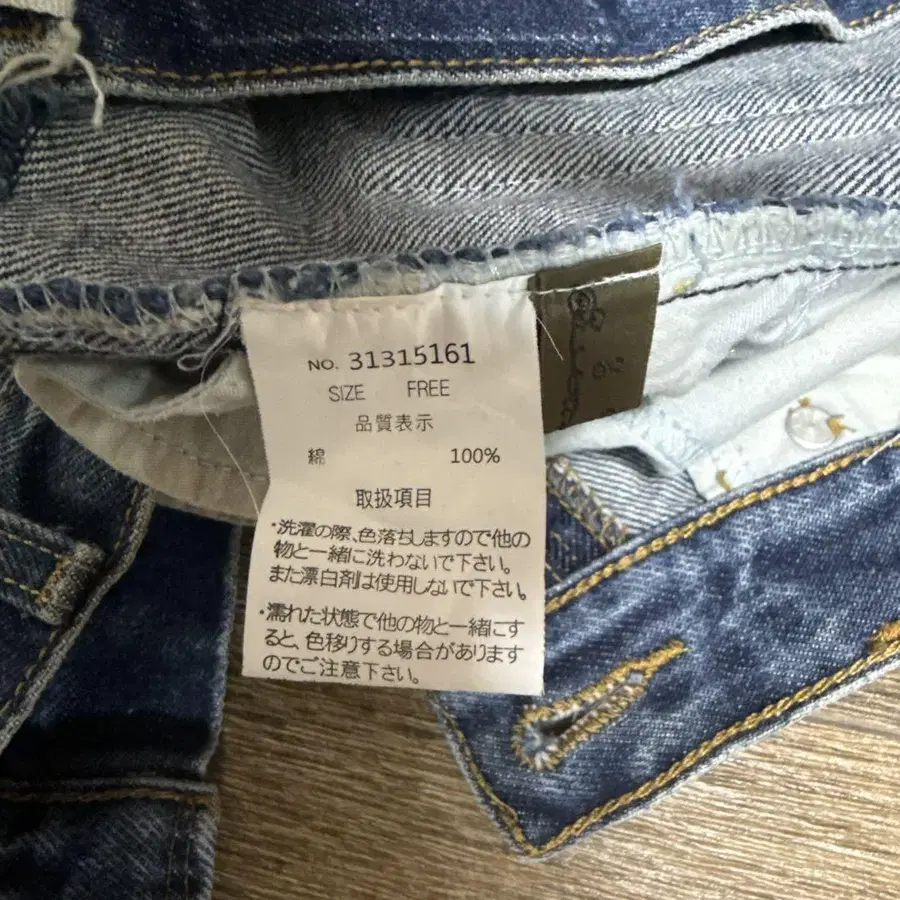 NO. 31315161
SIZE FREE
品質表示
綿 100%
取扱項目
・洗濯の際、色落ちしますので他の
物と一緒に洗わないで下さい。
また漂白剤は使用しないで下さい。
・濡れた状態で他の物と一緒にす
ると、色移りする場合があります
のでご注意下さい。